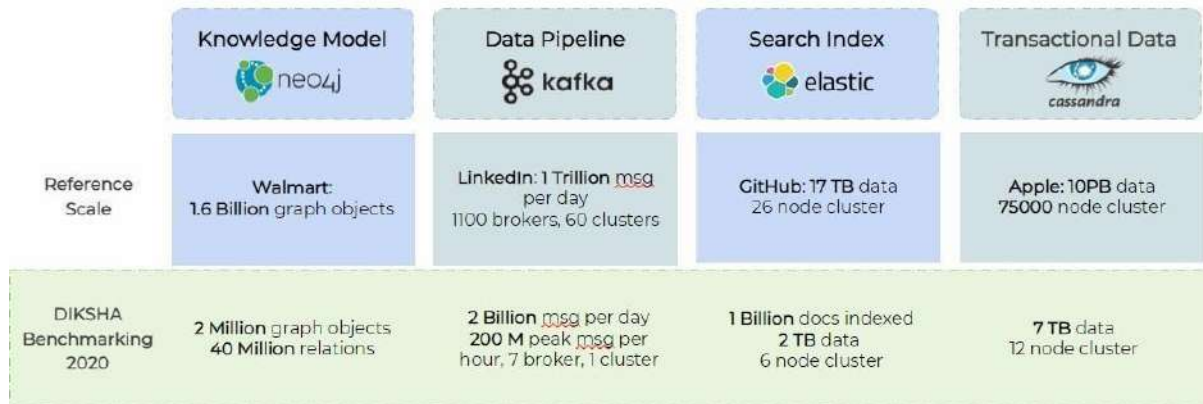 Knowledge Model
neo4j
Data Pipeline
kafka
Search Index
elastic
Transactional Data
cassandra
Reference
Scale
Walmart:
1.6 Billion graph objects
LinkedIn: 1 Trillion msg
per day
1100 brokers, 60 clusters
GitHub: 17 TB data
26 node cluster
Apple: 10PB data
75000 node cluster
DIKSHA
Benchmarking
2020
2 Million graph objects
40 Million relations
2 Billion msg per day
200 M peak msg per
hour, 7 broker, 1 cluster
1 Billion docs indexed
2 TB data
6 node cluster
7 TB data
12 node cluster